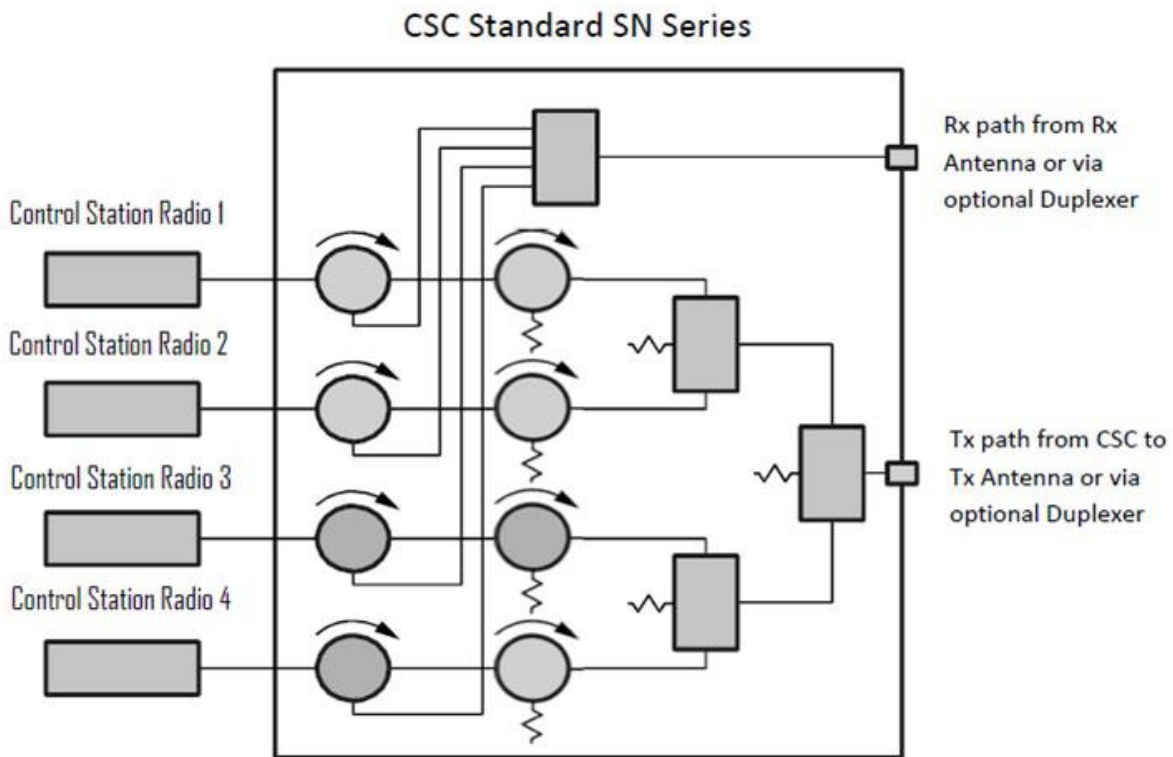 CSC Standard SN Series
Rx path from Rx
Antenna or via
optional Duplexer
Control Station Radio 1
Control Station Radio 2
Control Station Radio 3
Control Station Radio 4
Tx path from CSC to
Tx Antenna or via
optional Duplexer